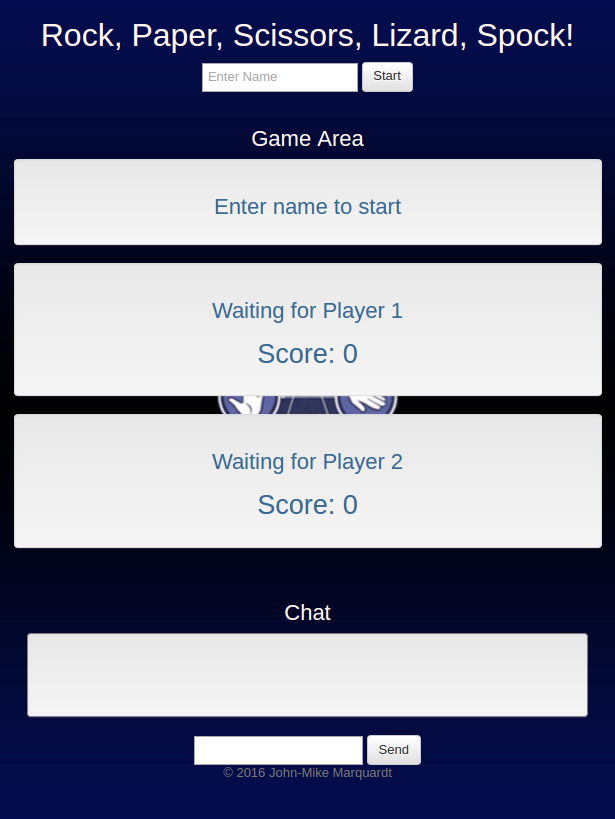 Rock, Paper, Scissors, Lizard, Spock!
Enter Name Start
Game Area
Enter name to start
Waiting for Player 1
Score: 0
Waiting for Player 2
Score: 0
Chat
Send
© 2016 John-Mike Marquardt